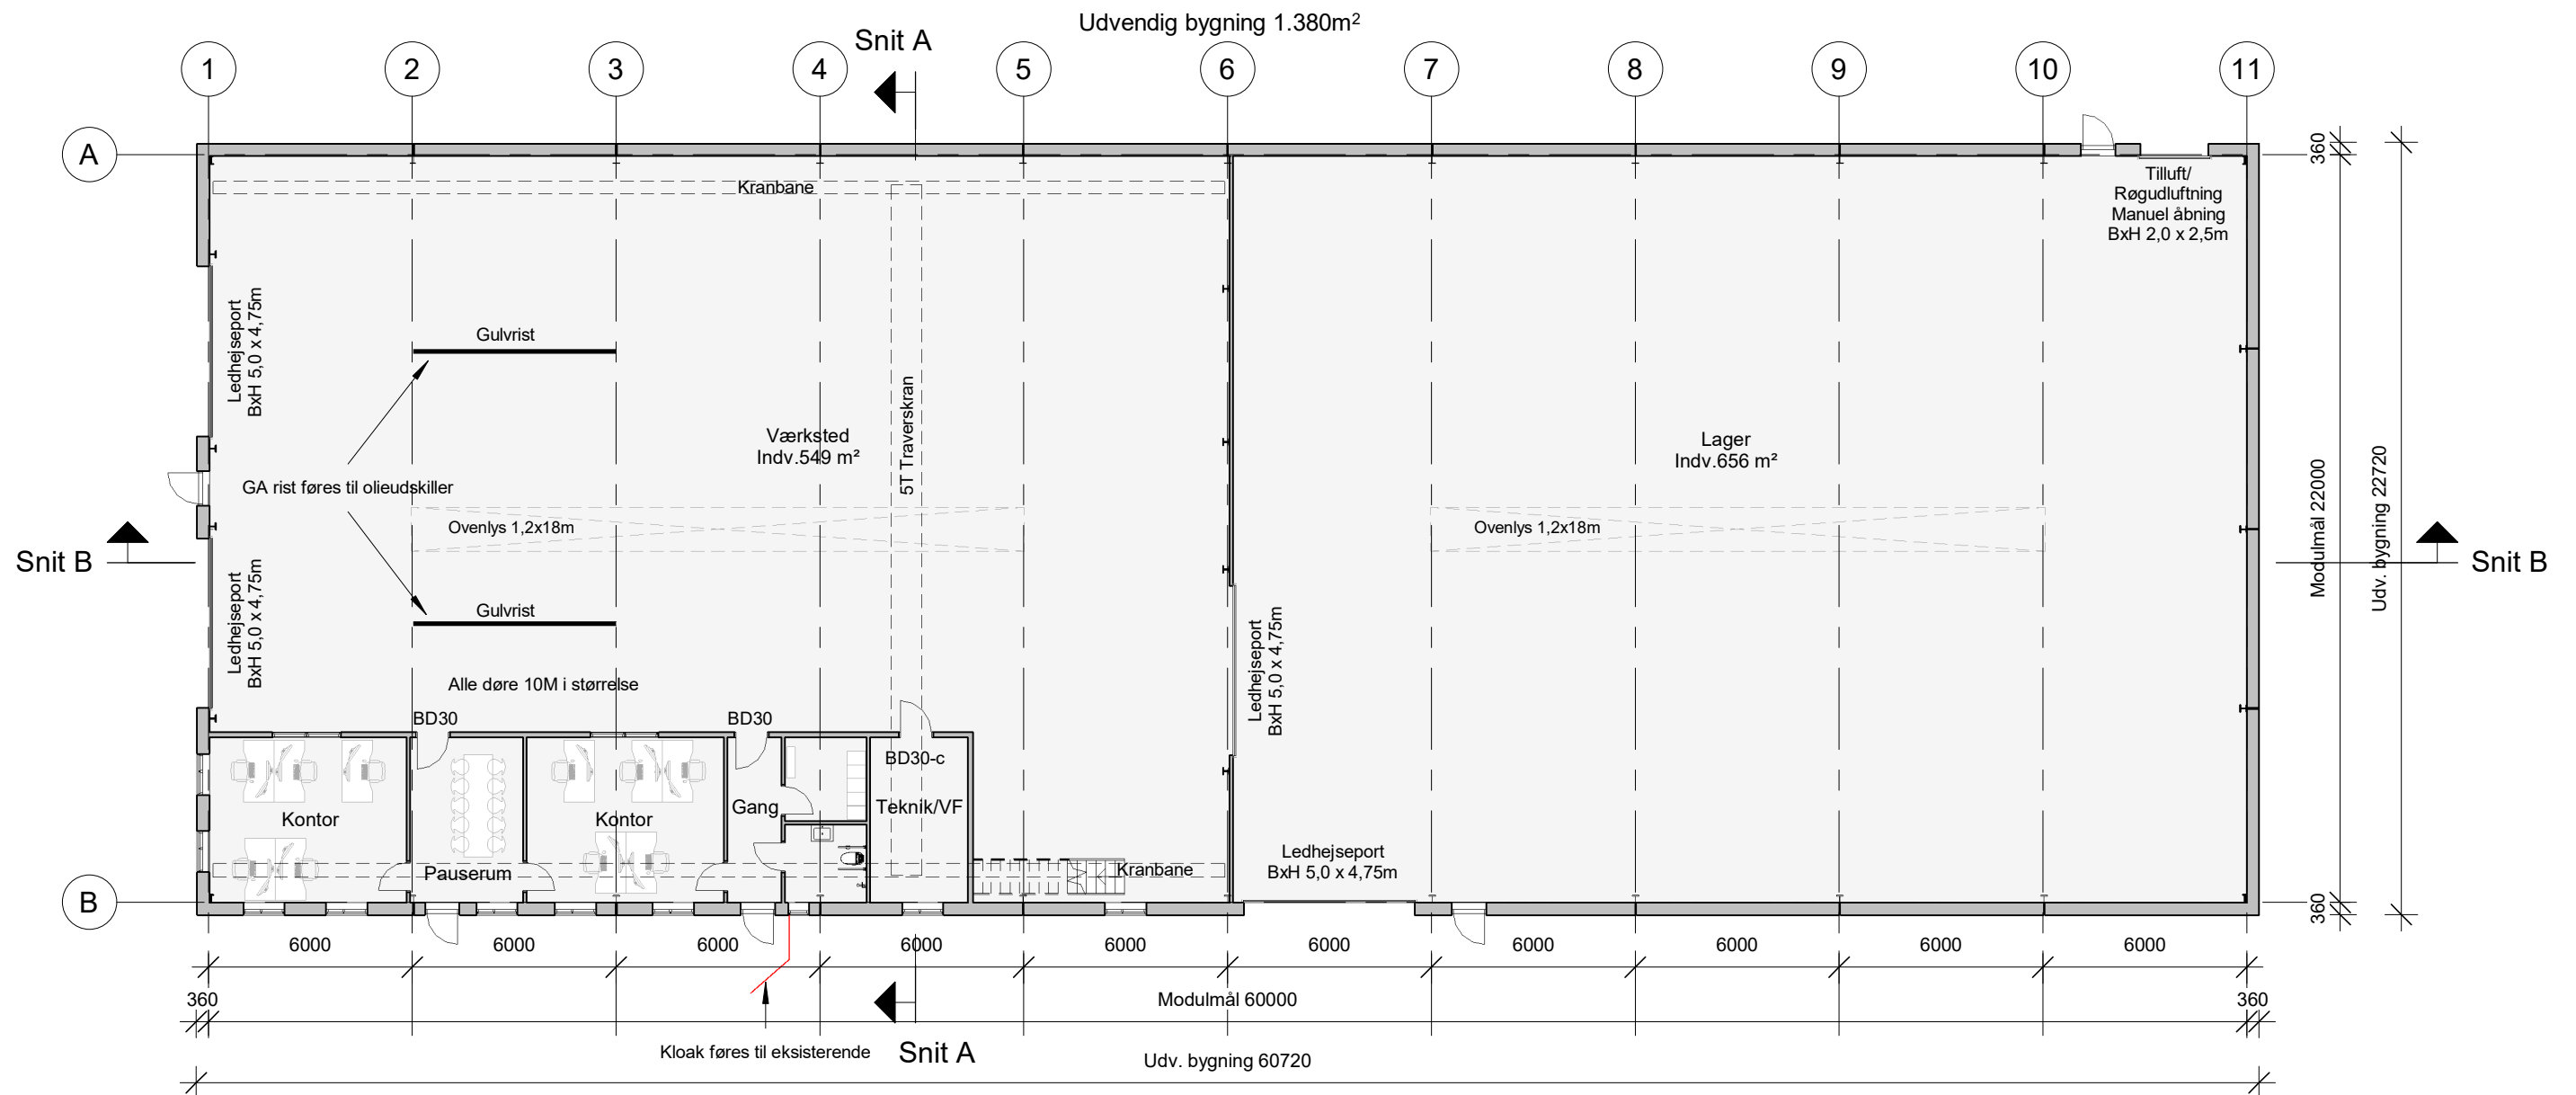 Udvendig bygning 1.380m²
Snit A
1
2
3
4
5
6
7
8
9
10
11
A
360
Kranbane
Tilluft/
Røgudluftning
Manuel åbning
BxH 2,0 x 2,5m
Ledhejseport
BxH 5,0 x 4,75m
Gulvrist
5T Traverskran
Værksted
Indv.549 m²
Lager
Indv.656 m²
GA rist føres til olieudskiller
Modulmål 22000
Udv. bygning 22720
Ovenlys 1,2x18m
Ovenlys 1,2x18m
Snit B
Snit B
Ledhejseport
BxH 5,0 x 4,75m
Gulvrist
Ledhejseport
BxH 5,0 x 4,75m
Alle døre 10M i størrelse
BD30
BD30
BD30-c
Kontor
Pauserum
Kontor
Gang
Teknik/VF
Kranbane
Ledhejseport
BxH 5,0 x 4,75m
B
360
6000
6000
6000
6000
6000
6000
6000
6000
6000
6000
360
Modulmål 60000
360
Kloak føres til eksisterende
Snit A
Udv. bygning 60720